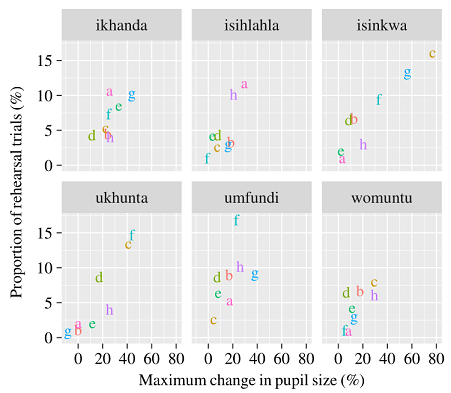 ikhanda isihlahla isinkwa
Proportion of rehearsal trials (%)
15
10
5
0
a g e f c b h d
a h d e b g c f
c g f b d h e a
ukhunta umfundi womuntu
15
10
5
0
f c d h e a b g
f h g b d e a c
c d b h e g f a
0 20 40 60 80 0 20 40 60 80 0 20 40 60 80
Maximum change in pupil size (%)